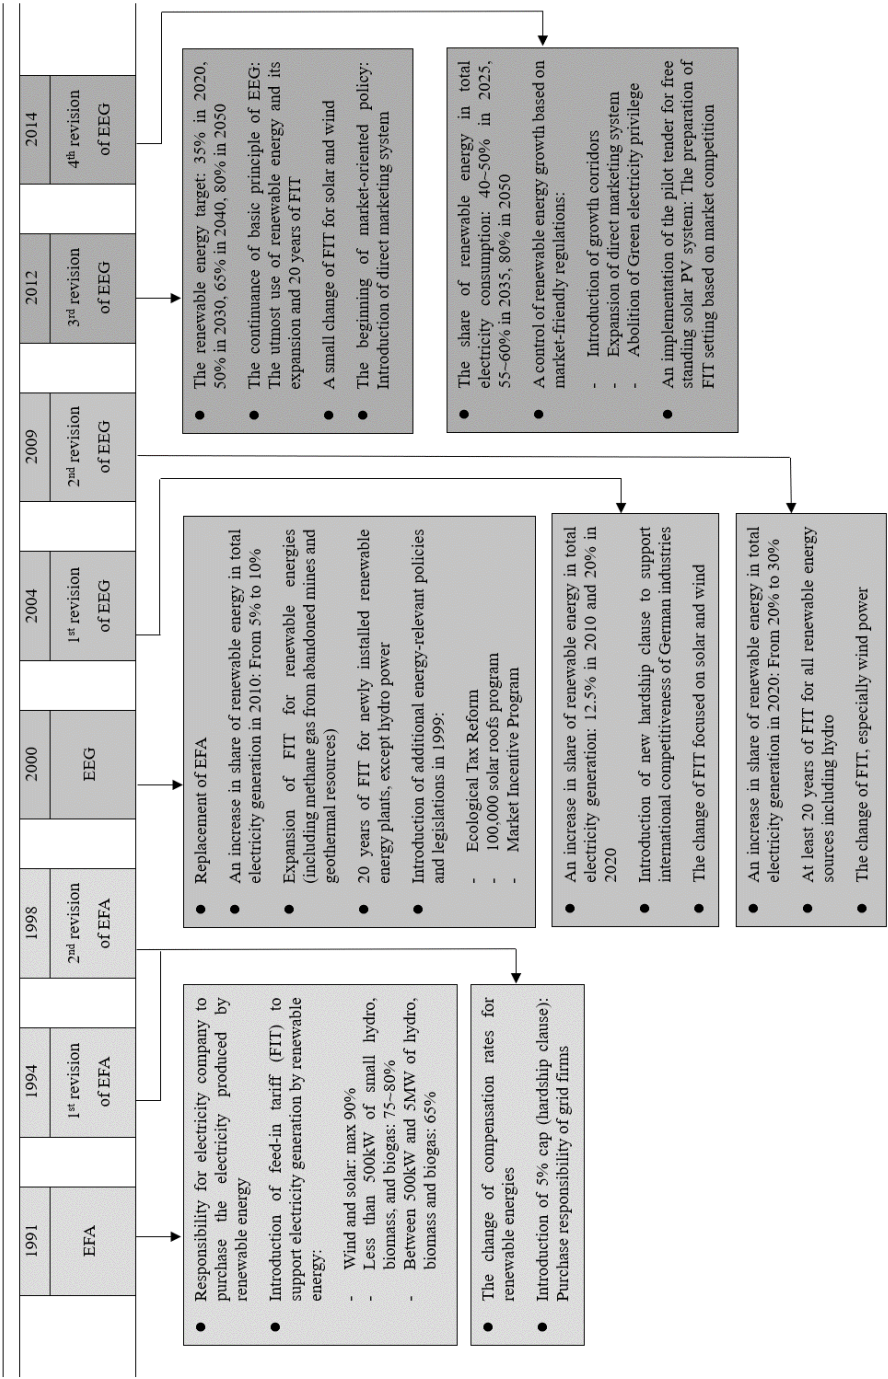 1991
EFA
1994
1st revision
of EFA
1998
2nd revision
of EFA
2000
EEG
2004
1st revision
of EEG
2009
2nd revision
of EEG
2012
3rd revision
of EEG
2014
4th revision
of EEG
● Responsibility for electricity company to
purchase the electricity produced by
renewable energy
● Introduction of feed-in tariff (FIT) to
support electricity generation by renewable
energy:
- Wind and solar: max 90%
- Less than 500kW of small hydro,
biomass, and biogas: 75~80%
- Between 500kW and 5MW of hydro,
biomass and biogas: 65%
● The change of compensation rates for
renewable energies
● Introduction of 5% cap (hardship clause):
Purchase responsibility of grid firms
● Replacement of EFA
● An increase in share of renewable energy in total
electricity generation in 2010: From 5% to 10%
● Expansion of FIT for renewable energies
(including methane gas from abandoned mines and
geothermal resources)
● 20 years of FIT for newly installed renewable
energy plants, except hydro power
● Introduction of additional energy-relevant policies
and legislations in 1999:
- Ecological Tax Reform
- 100,000 solar roofs program
- Market Incentive Program
● An increase in share of renewable energy in total
electricity generation: 12.5% in 2010 and 20% in
2020
● Introduction of new hardship clause to support
international competitiveness of German industries
● The change of FIT focused on solar and wind
● An increase in share of renewable energy in total
electricity generation in 2020: From 20% to 30%
● At least 20 years of FIT for all renewable energy
sources including hydro
● The change of FIT, especially wind power
● The renewable energy target: 35% in 2020,
50% in 2030, 65% in 2040, 80% in 2050
● The continuance of basic principle of EEG:
The utmost use of renewable energy and its
expansion and 20 years of FIT
● A small change of FIT for solar and wind
● The beginning of market-oriented policy:
Introduction of direct marketing system
● The share of renewable energy in total
electricity consumption: 40~50% in 2025,
55~60% in 2035, 80% in 2050
● A control of renewable energy growth based on
market-friendly regulations:
- Introduction of growth corridors
- Expansion of direct marketing system
- Abolition of Green electricity privilege
● An implementation of the pilot tender for free
standing solar PV system: The preparation of
FIT setting based on market competition